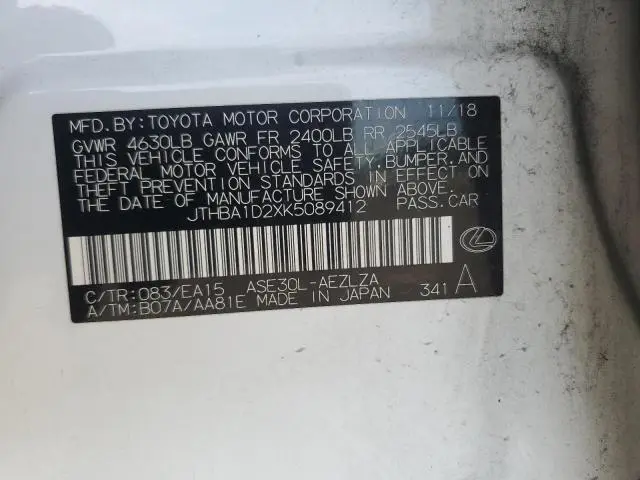 MFD. BY: TOYOTA MOTOR CORPORATION 11/18
GVWR 4630LB GAWR FR 2400LB RR 2545LB
THIS VEHICLE CONFORMS TO ALL APPLICABLE
FEDERAL MOTOR VEHICLE SAFETY, BUMPER, AND
THEFT PREVENTION STANDARDS IN EFFECT ON
THE DATE OF MANUFACTURE SHOWN ABOVE.
JTHBA1D2XK5089412 PASS. CAR
C/TR: 083/EA15 ASE30L-AEZLZA
A/TM: B07A/AA81E MADE IN JAPAN 341 A